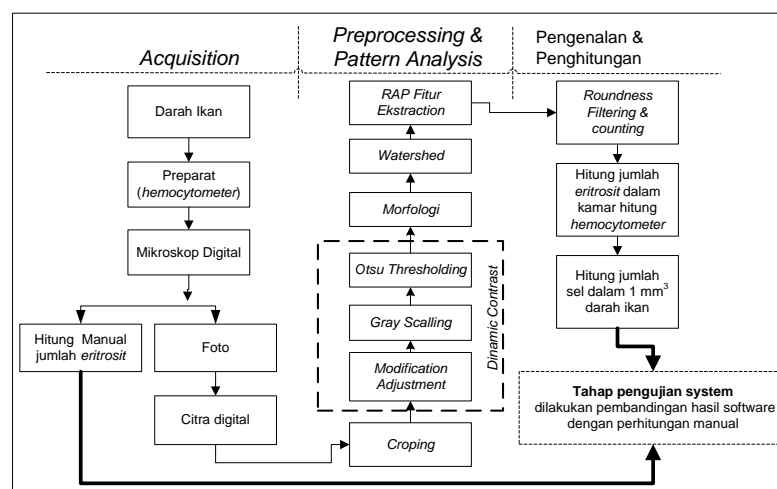 Acquisition
Darah Ikan
Preparat
(hemocytometer)
Mikroskop Digital
Hitung Manual
jumlah eritrosit
Foto
Citra digital
Preprocessing &
Pattern Analysis
RAP Fitur
Ekstraction
Watershed
Morfologi
Otsu Thresholding
Gray Scalling
Modification
Adjustment
Dinamic Contrast
Croping
Pengenalan &
Penghitungan
Roundness
Filtering &
counting
Hitung jumlah
eritrosit dalam
kamar hitung
hemocytometer
Hitung jumlah
sel dalam 1 mm³
darah ikan
Tahap pengujian system
dilakukan pembandingan hasil software
dengan perhitungan manual